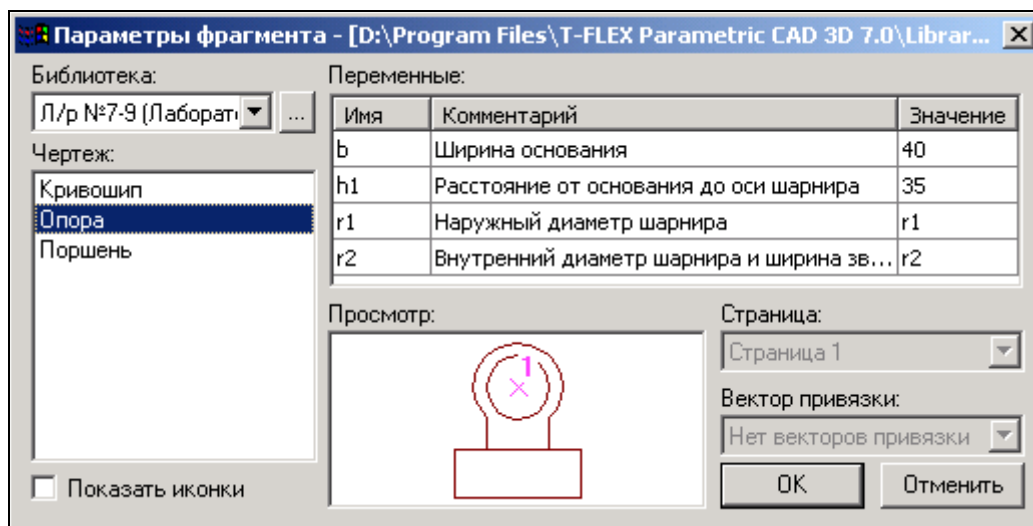 Параметры фрагмента - [D:\Program Files\T-FLEX Parametric CAD 3D 7.0\Librar...
Библиотека:
Л/р №7-9 (Лаборат
...
Чертеж:
Кривошип
Опора
Поршень
Показать иконки
Переменные:
Имя Комментарий Значение
b Ширина основания 40
h1 Расстояние от основания до оси шарнира 35
r1 Наружный диаметр шарнира r1
r2 Внутренний диаметр шарнира и ширина зв... r2
Просмотр:
1
Страница:
Страница 1
Вектор привязки:
Нет векторов привязки
OK Отменить